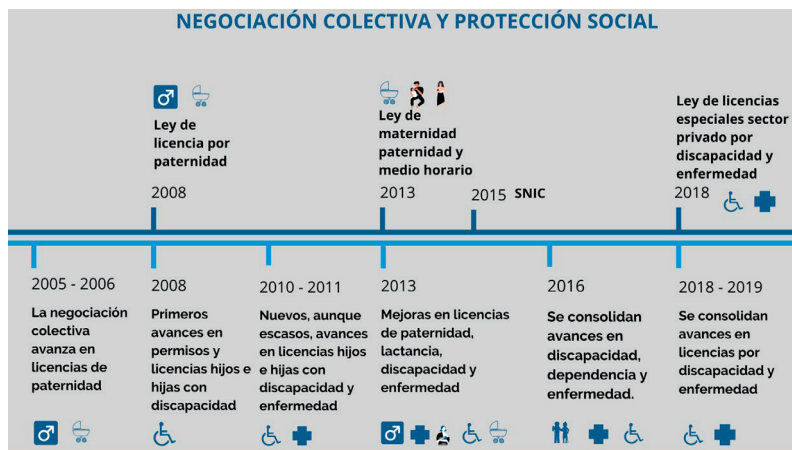 NEGOCIACIÓN COLECTIVA Y PROTECCIÓN SOCIAL
Ley de
licencia por
paternidad
2008
Ley de
maternidad
paternidad y
medio horario
2013
2015 SNIC
Ley de licencias
especiales sector
privado por
discapacidad y
enfermedad
2018
2005 - 2006
La negociación
colectiva
avanza en
licencias de
paternidad
2008
Primeros
avances en
permisos y
licencias hijos e
hijas con
discapacidad
2010 - 2011
Nuevos, aunque
escasos, avances
en licencias hijos
e hijas con
discapacidad y
enfermedad
2013
Mejoras en licencias
de paternidad,
lactancia,
discapacidad y
enfermedad
2016
Se consolidan
avances en
discapacidad,
dependencia y
enfermedad.
2018 - 2019
Se consolidan
avances en
licencias por
discapacidad y
enfermedad